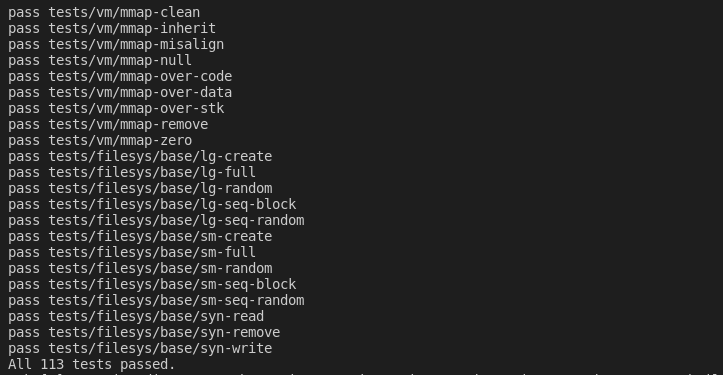 pass tests/vm/mmap-clean
pass tests/vm/mmap-inherit
pass tests/vm/mmap-misalign
pass tests/vm/mmap-null
pass tests/vm/mmap-over-code
pass tests/vm/mmap-over-data
pass tests/vm/mmap-over-stk
pass tests/vm/mmap-remove
pass tests/vm/mmap-zero
pass tests/filesys/base/lg-create
pass tests/filesys/base/lg-full
pass tests/filesys/base/lg-random
pass tests/filesys/base/lg-seq-block
pass tests/filesys/base/lg-seq-random
pass tests/filesys/base/sm-create
pass tests/filesys/base/sm-full
pass tests/filesys/base/sm-random
pass tests/filesys/base/sm-seq-block
pass tests/filesys/base/sm-seq-random
pass tests/filesys/base/syn-read
pass tests/filesys/base/syn-remove
pass tests/filesys/base/syn-write
All 113 tests passed.